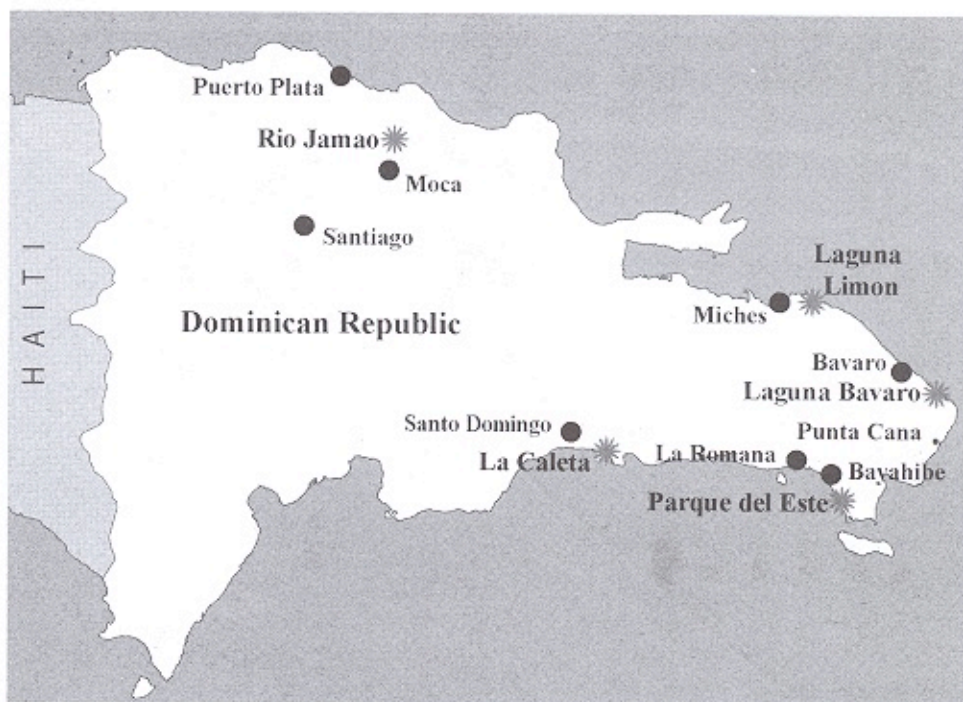 Puerto Plata
Rio Jamao
Moca
Santiago
HAITI
Laguna
Limon
Miches
Dominican Republic
Bavaro
Laguna Bavaro
Santo Domingo
Punta Cana
La Caleta
La Romana
Bayahibe
Parque del Este